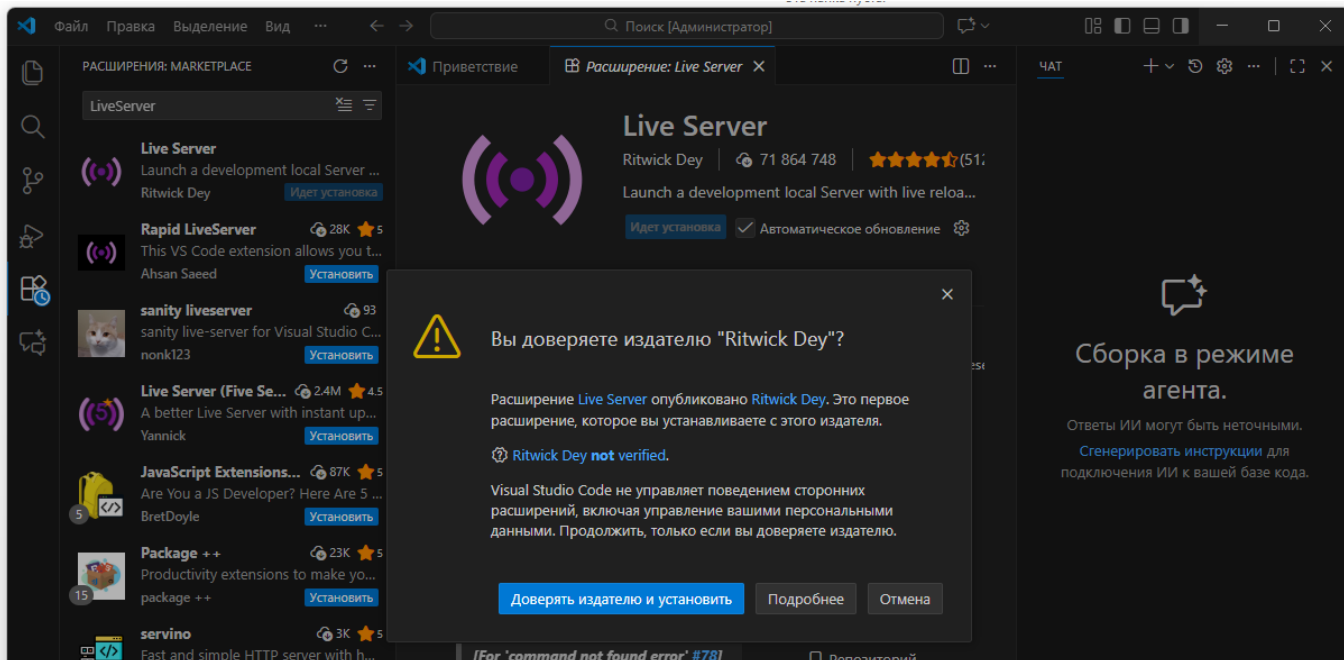 Файл Правка Выделение Вид ··· Поиск [Администратор]
РАСШИРЕНИЯ: MARKETPLACE
LiveServer
Live Server
Launch a development local Server ...
Ritwick Dey Идет установка
Rapid LiveServer 28K 5
This VS Code extension allows you t...
Ahsan Saeed Установить
sanity liveserver 93
sanity live-server for Visual Studio C...
nonk123 Установить
Live Server (Five Se... 2.4M 4.5
A better Live Server with instant up...
Yannick Установить
JavaScript Extensions... 87K 5
Are You a JS Developer? Here Are 5 ...
5 BretDoyle Установить
Package ++ 23K 5
Productivity extensions to make yo...
15 package ++ Установить
servino 3K 5
Fast and simple HTTP server with h...
Приветствие Расширение: Live Server
Live Server
Ritwick Dey 71 864 748 (512
Launch a development local Server with live reloa...
Идет установка Автоматическое обновление
Вы доверяете издателю "Ritwick Dey"?
Расширение Live Server опубликовано Ritwick Dey. Это первое
расширение, которое вы устанавливаете с этого издателя.
Ritwick Dey not verified.
Visual Studio Code не управляет поведением сторонних
расширений, включая управление вашими персональными
данными. Продолжить, только если вы доверяете издателю.
Доверять издателю и установить Подробнее Отмена
[For 'command not found error' #78]
Репозиторий
ЧАТ
Сборка в режиме
агента.
Ответы ИИ могут быть неточными.
Сгенерировать инструкции для
подключения ИИ к вашей базе кода.